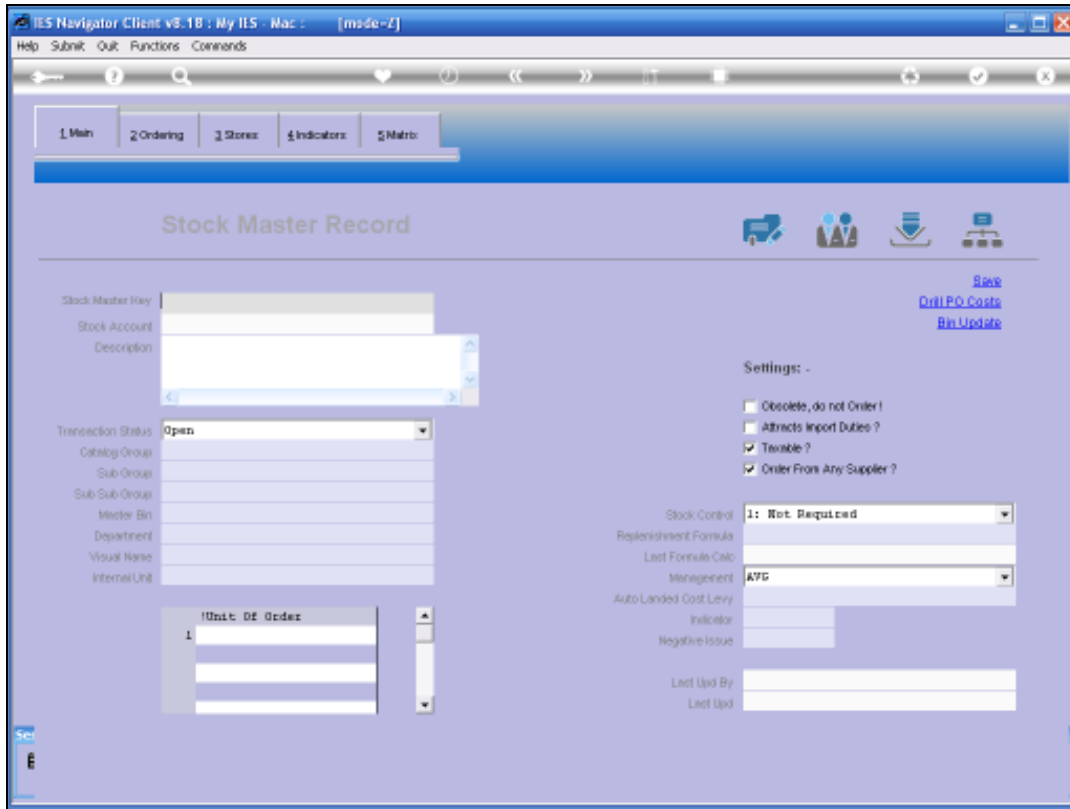 IES Navigator Client v8.1B : My IES - Mac : [mode=Z]
Help Submit Quit Functions Commands
1 Main 2 Ordering 3 Stores 4 Indicators 5 Matrix
Stock Master Record
Save
Drill PO Costs
Bin Update
Stock Master Key
Stock Account
Description
Settings: -
Obsolete, do not Order !
Attracts Import Duties ?
Taxable ?
Order From Any Supplier ?
Transaction Status Open
Catalog Group
Sub Group
Sub Sub Group
Master Bin
Department
Visual Name
Internal Unit
Stock Control 1: Not Required
Replenishment Formula
Last Formula Calc
Management AVG
Auto Landed Cost Levy
Indicator
Negative Issue
!Unit Of Order
1
Last Upd By
Last Upd